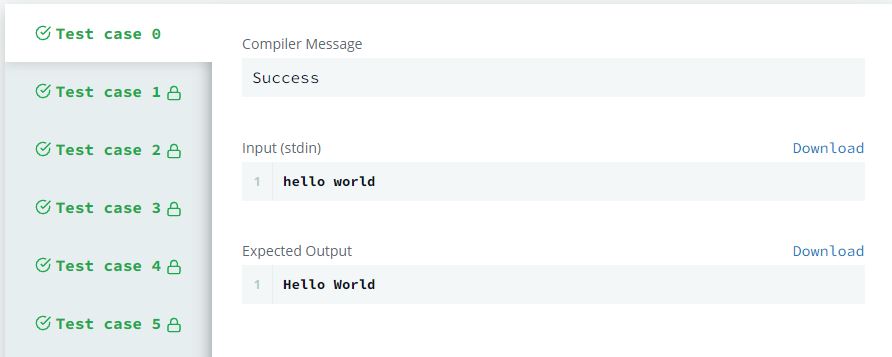 Test case 0
Test case 1
Test case 2
Test case 3
Test case 4
Test case 5
Compiler Message
Success
Input (stdin)
Download
1 hello world
Expected Output
Download
1 Hello World